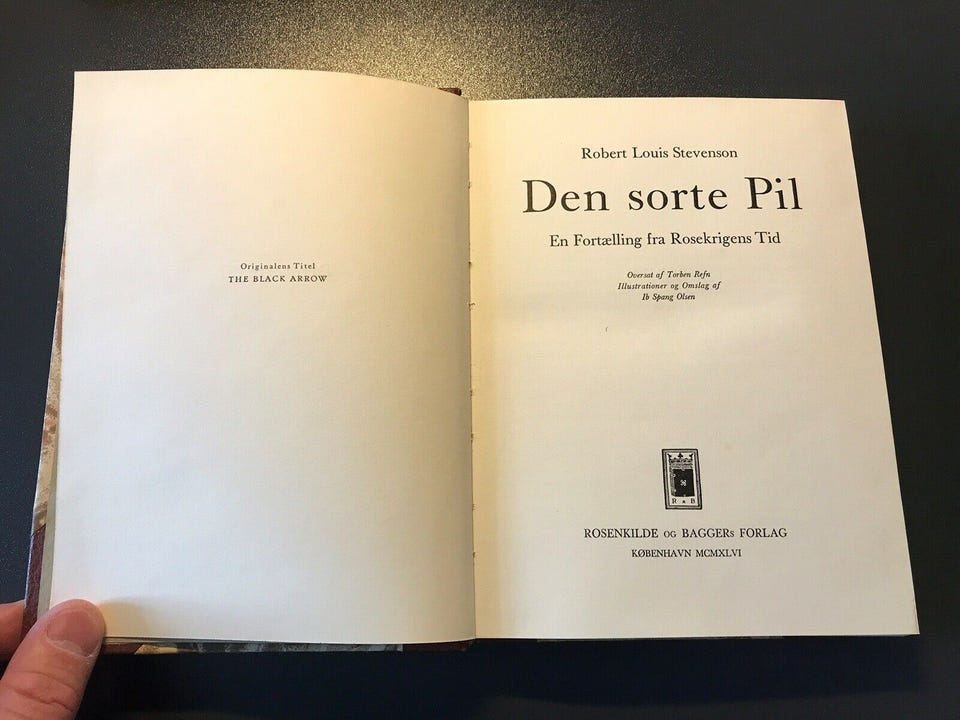 Originalens Titel
THE BLACK ARROW
Robert Louis Stevenson
Den sorte Pil
En Fortælling fra Rosekrigens Tid
Oversat af Torben Refn
Illustrationer og Omslag af
Ib Spang Olsen
R & B
ROSENKILDE OG BAGGERS FORLAG
KØBENHAVN MCMXLVI